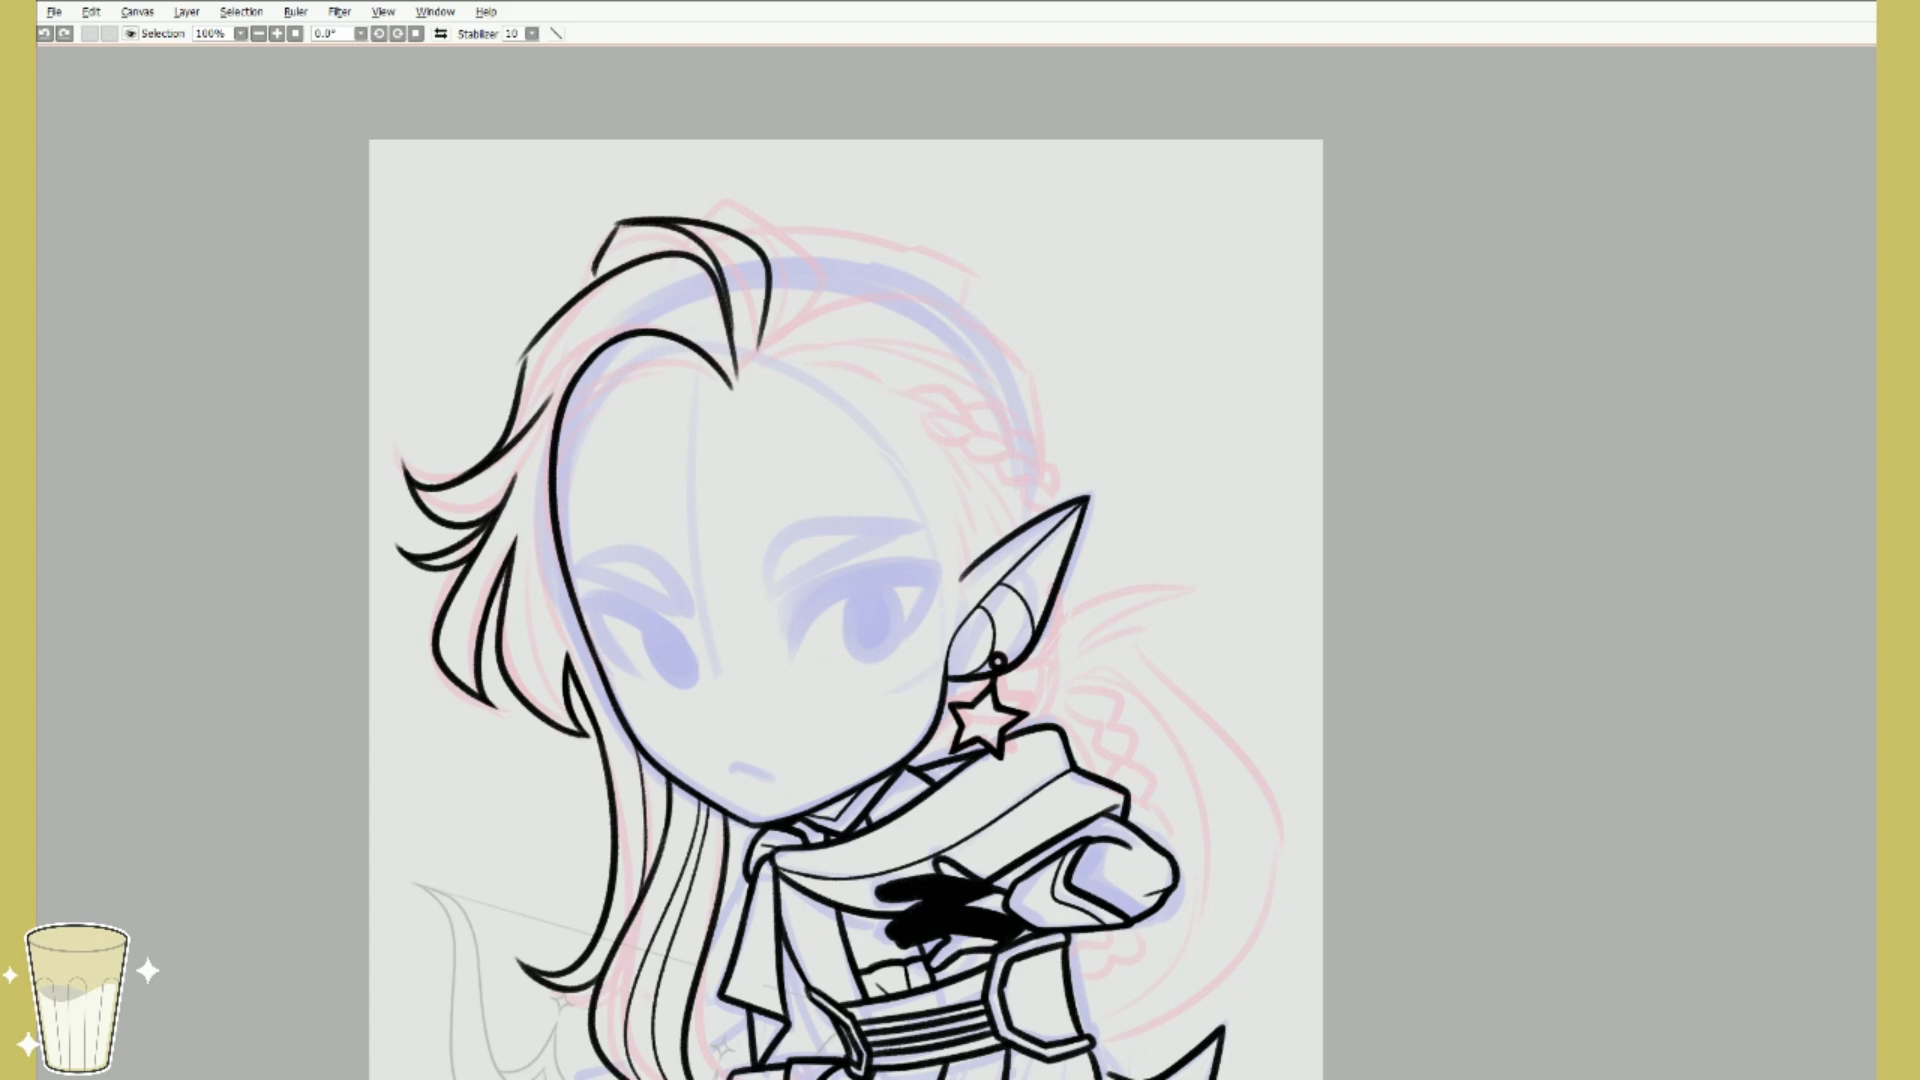 File Edit Canvas Layer Selection Ruler Filter View Window Help
Selection 100% 0.0° Stabilizer 10